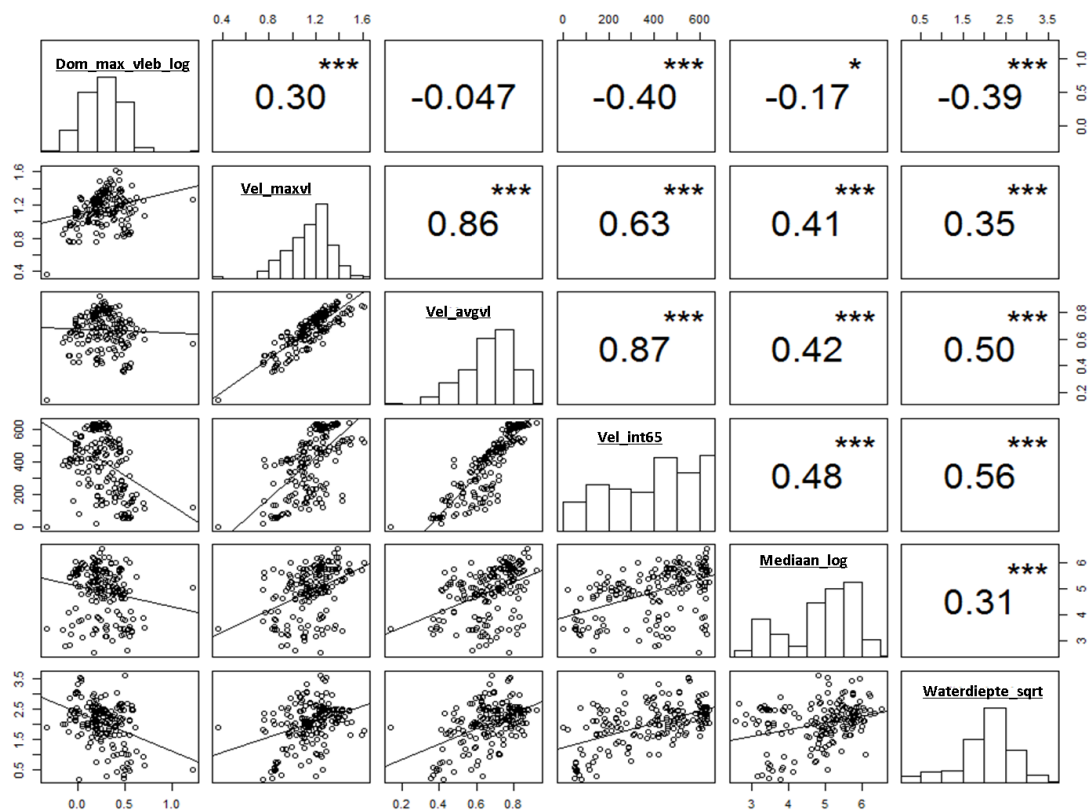 0.4 0.8 1.2 1.6 0 200 400 600 0.5 1.5 2.5 3.5
Dom_max_vleb_log
***
0.30
-0.047
***
-0.40
*
-0.17
***
-0.39
0.0 0.5 1.0
0.4 0.8 1.2 1.6
Vel_maxvl
***
0.86
***
0.63
***
0.41
***
0.35
Vel_avgvl
***
0.87
***
0.42
***
0.50
0.2 0.4 0.6 0.8
0 200 400 600
Vel_int65
***
0.48
***
0.56
Mediaan_log
***
0.31
3 4 5 6
0.5 1.5 2.5 3.5
Waterdiepte_sqrt
0.0 0.5 1.0 0.2 0.4 0.6 0.8 3 4 5 6